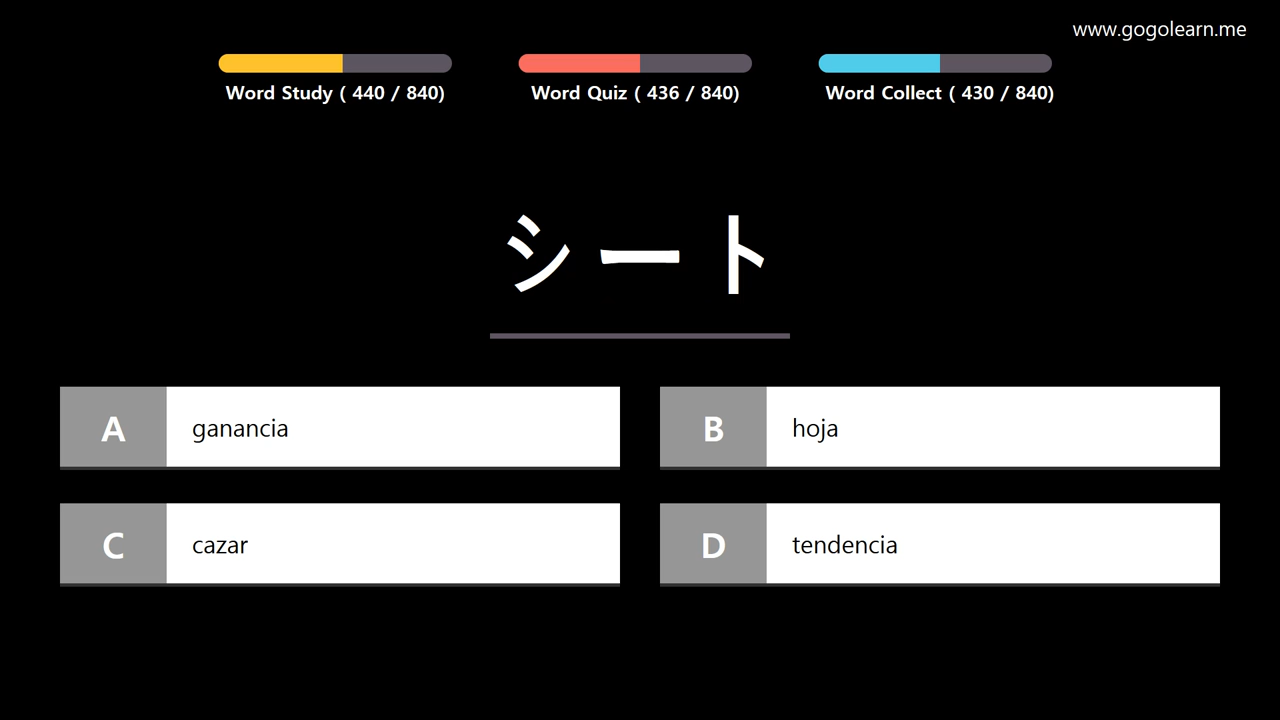 www.gogolearn.me
Word Study ( 440 / 840)
Word Quiz ( 436 / 840)
Word Collect ( 430 / 840)
シート
A ganancia
B hoja
C cazar
D tendencia